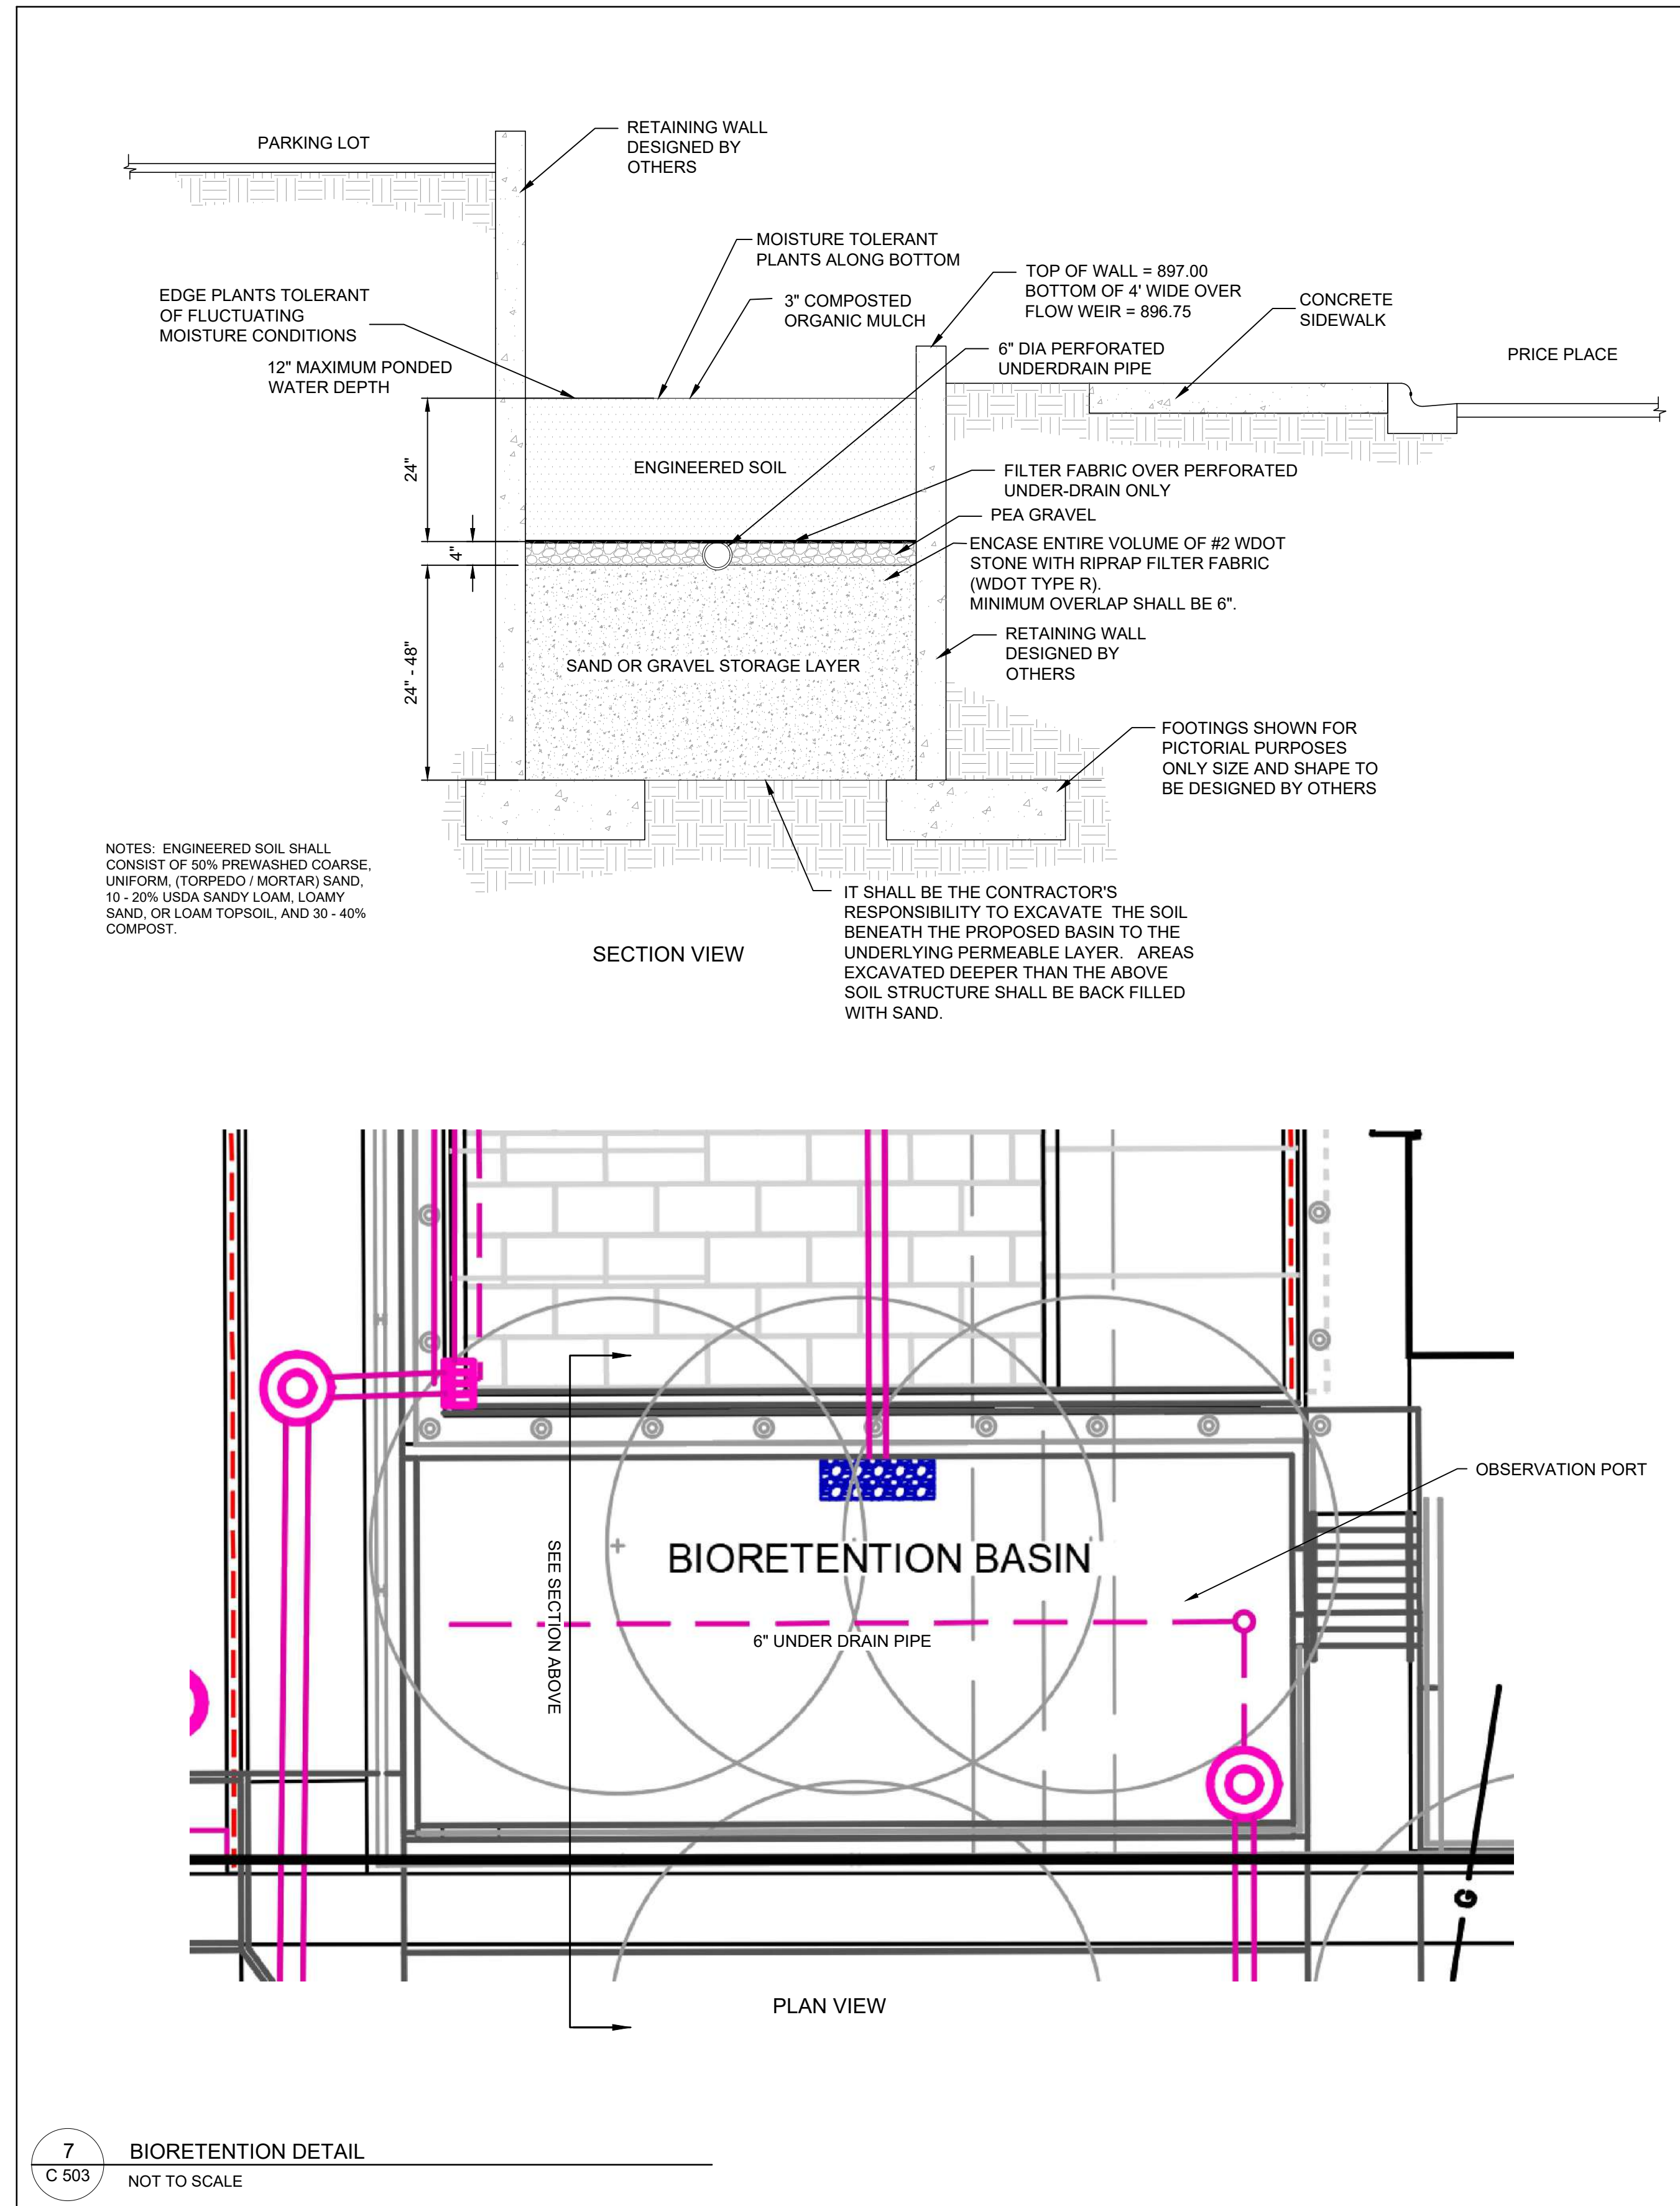 PARKING LOT
RETAINING WALL
DESIGNED BY
OTHERS
MOISTURE TOLERANT
PLANTS ALONG BOTTOM
TOP OF WALL = 897.00
BOTTOM OF 4' WIDE OVER
FLOW WEIR = 896.75
EDGE PLANTS TOLERANT
OF FLUCTUATING
MOISTURE CONDITIONS
3" COMPOSTED
ORGANIC MULCH
CONCRETE
SIDEWALK
6" DIA PERFORATED
UNDERDRAIN PIPE
PRICE PLACE
12" MAXIMUM PONDED
WATER DEPTH
24"
ENGINEERED SOIL
FILTER FABRIC OVER PERFORATED
UNDER-DRAIN ONLY
PEA GRAVEL
4"
ENCASE ENTIRE VOLUME OF #2 WDOT
STONE WITH RIPRAP FILTER FABRIC
(WDOT TYPE R).
MINIMUM OVERLAP SHALL BE 6".
RETAINING WALL
DESIGNED BY
OTHERS
24" - 48"
SAND OR GRAVEL STORAGE LAYER
FOOTINGS SHOWN FOR
PICTORIAL PURPOSES
ONLY SIZE AND SHAPE TO
BE DESIGNED BY OTHERS
NOTES: ENGINEERED SOIL SHALL
CONSIST OF 50% PREWASHED COARSE,
UNIFORM, (TORPEDO / MORTAR) SAND,
10 - 20% USDA SANDY LOAM, LOAMY
SAND, OR LOAM TOPSOIL, AND 30 - 40%
COMPOST.
IT SHALL BE THE CONTRACTOR'S
RESPONSIBILITY TO EXCAVATE THE SOIL
BENEATH THE PROPOSED BASIN TO THE
UNDERLYING PERMEABLE LAYER. AREAS
EXCAVATED DEEPER THAN THE ABOVE
SOIL STRUCTURE SHALL BE BACK FILLED
WITH SAND.
SECTION VIEW
OBSERVATION PORT
BIORETENTION BASIN
SEE SECTION ABOVE
6" UNDER DRAIN PIPE
G
PLAN VIEW
7
C 503
BIORETENTION DETAIL
NOT TO SCALE